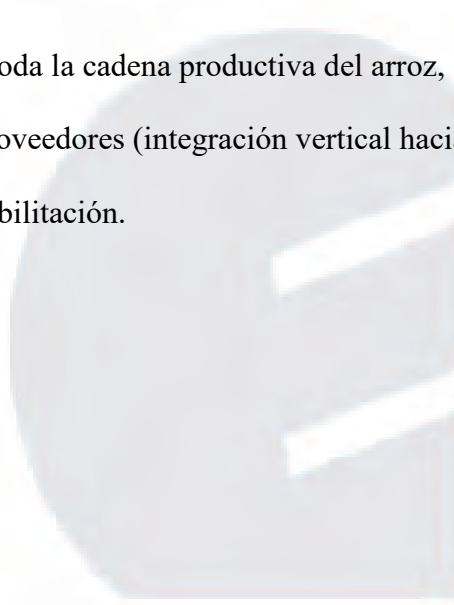 oda la cadena productiva del arroz,
oveedores (integración vertical haci
bilitación.